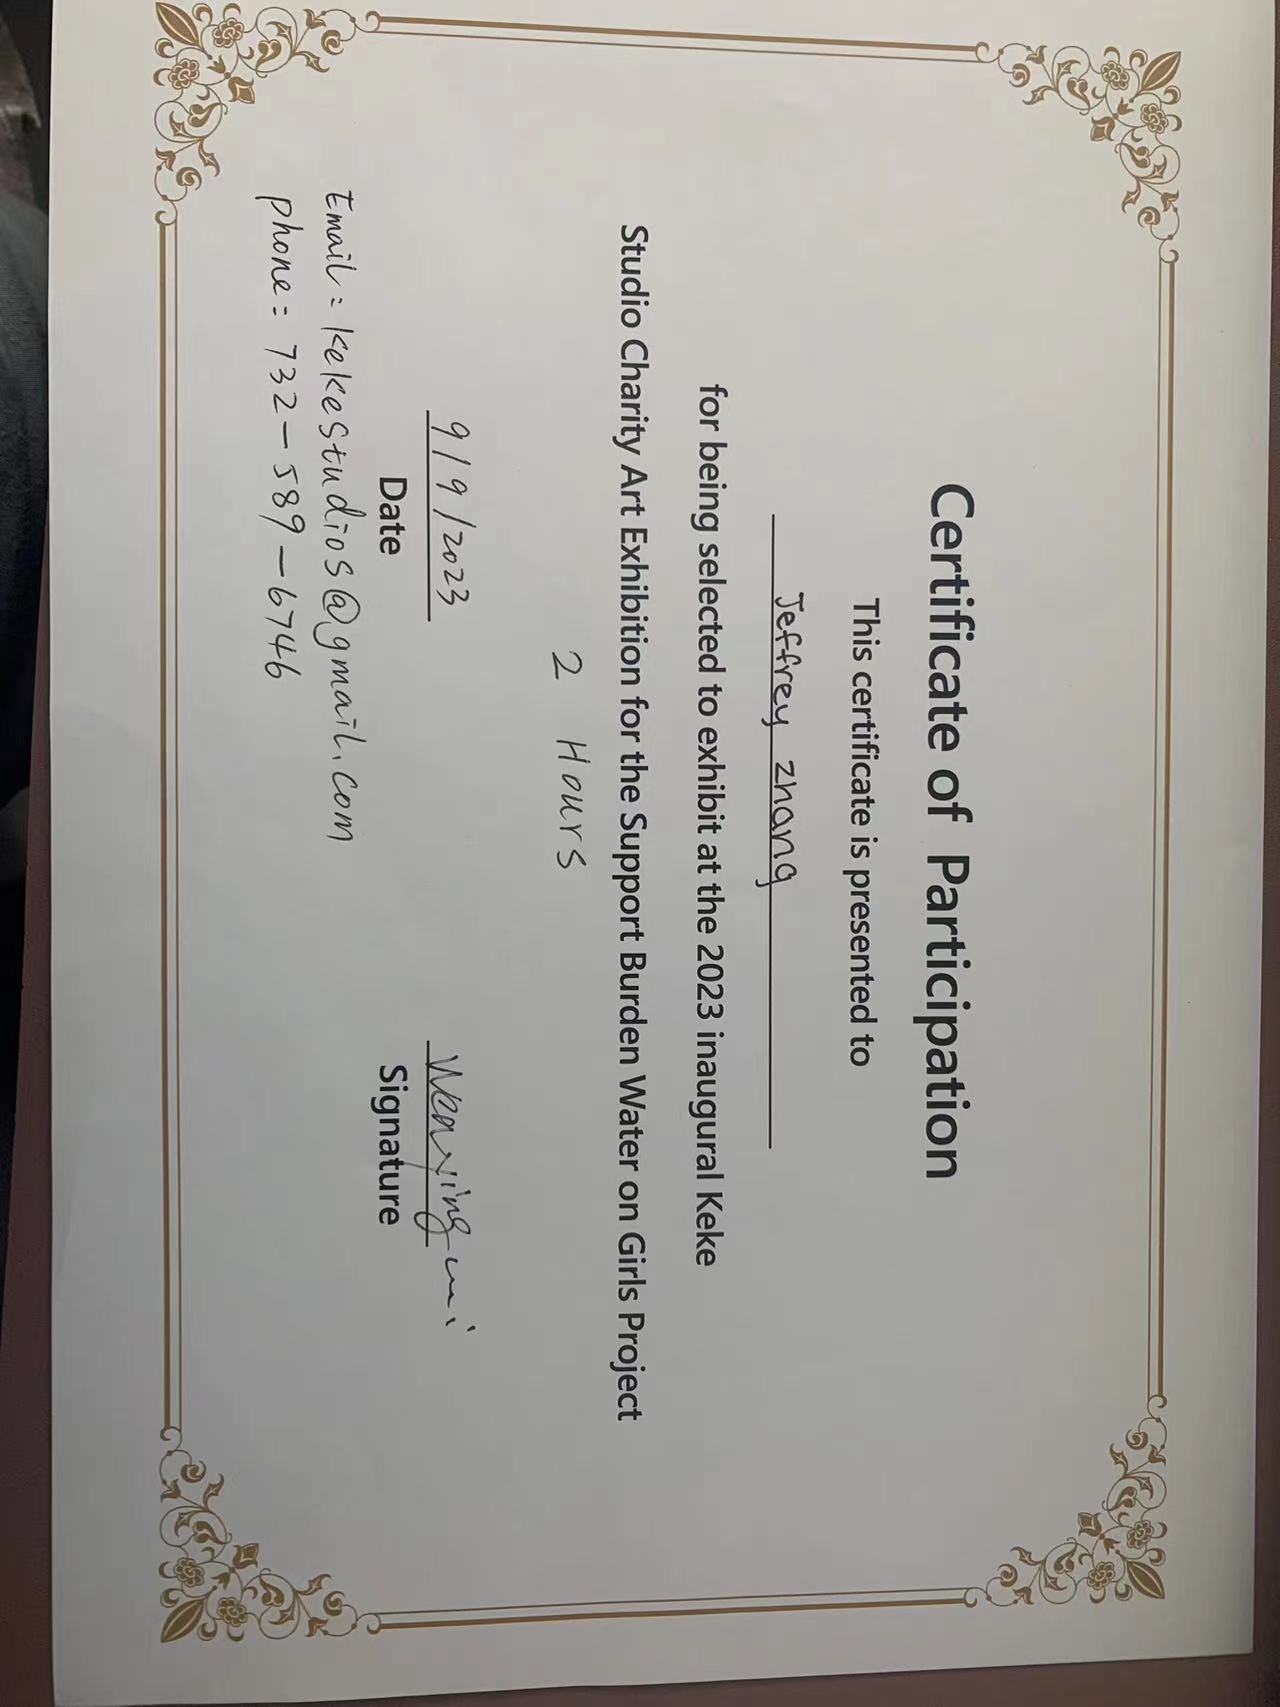 Certificate of Participation
This certificate is presented to
Jeffrey Zhang
for being selected to exhibit at the 2023 inaugural Keke
Studio Charity Art Exhibition for the Support Burden Water on Girls Project
2 Hours
9/9/2023
Date
Signature
Email: kekestudios@gmail.com
phone: 732-589-6746